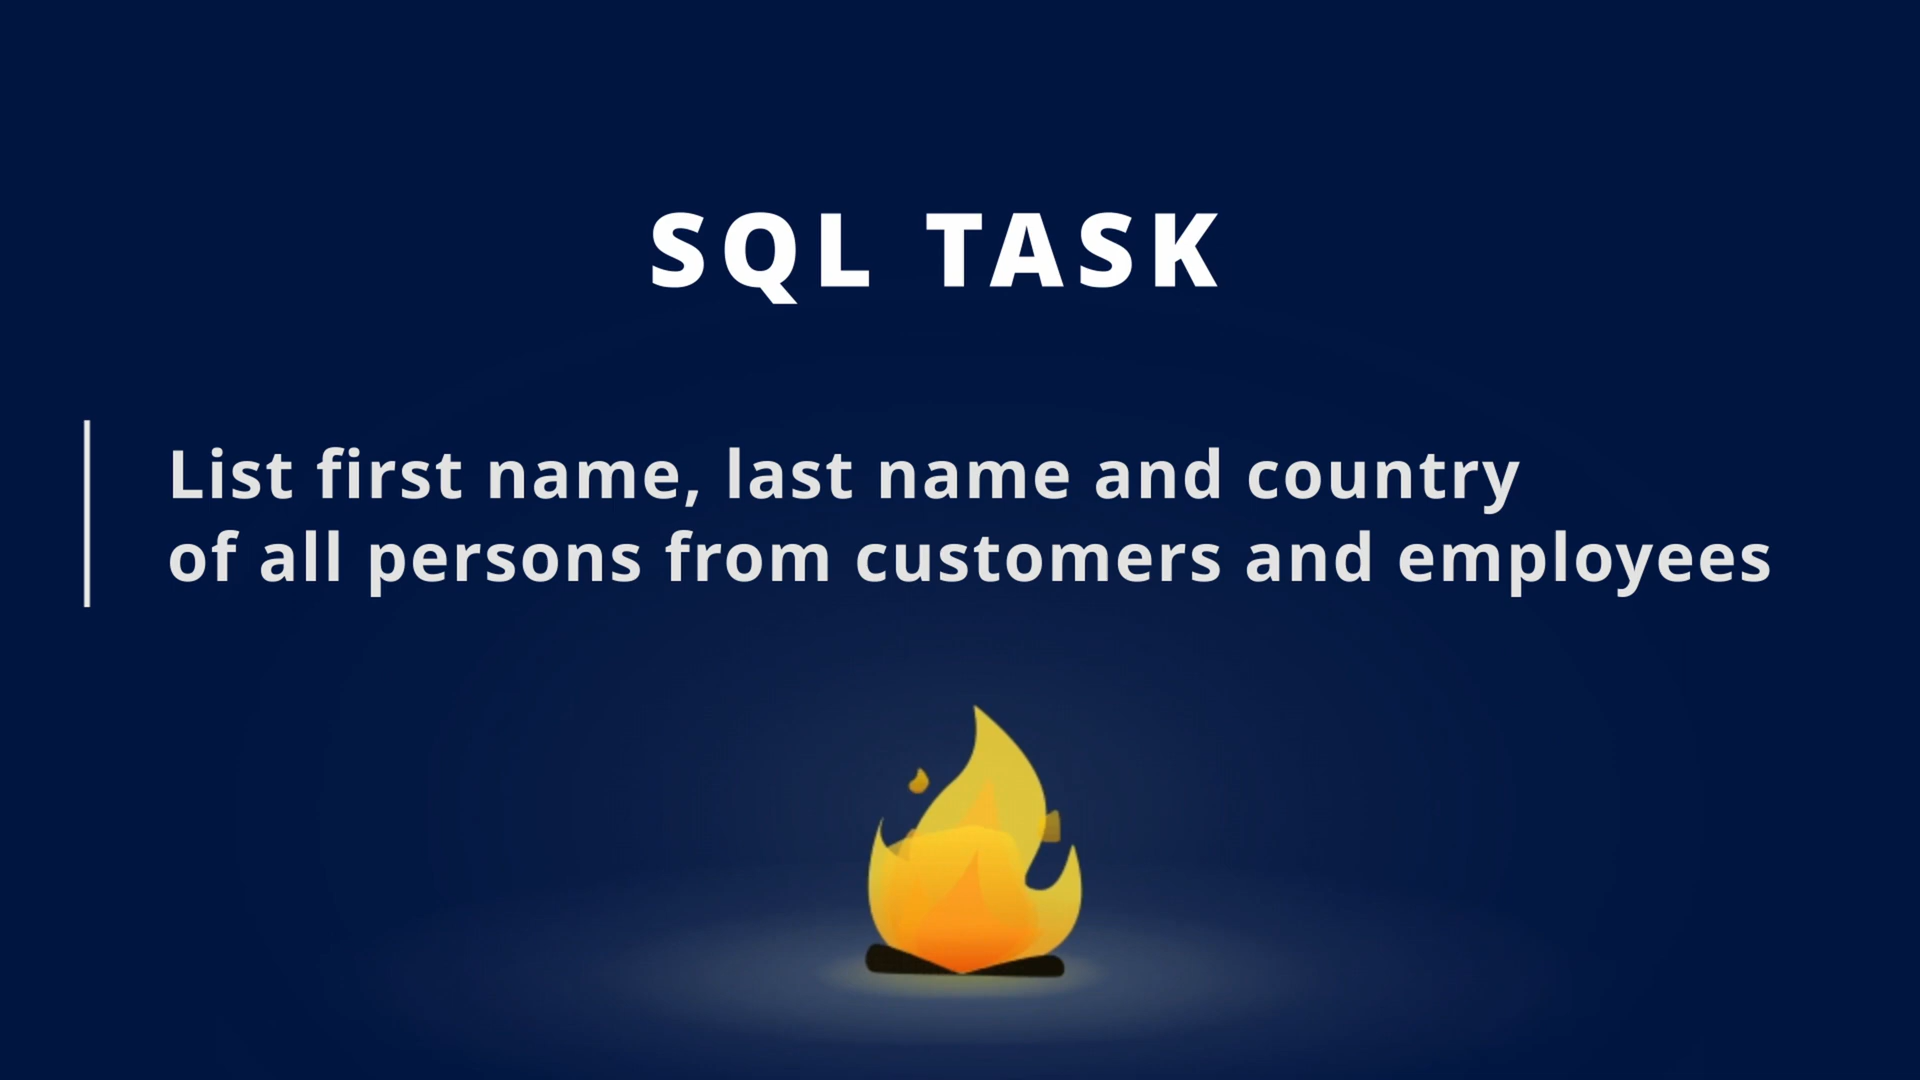 SQL TASK
List first name, last name and country
of all persons from customers and employees